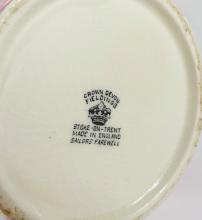 CROWN DEVON
FIELDINGS
STOKE-ON-TRENT
MADE IN ENGLAND
SAILORS FAREWELL